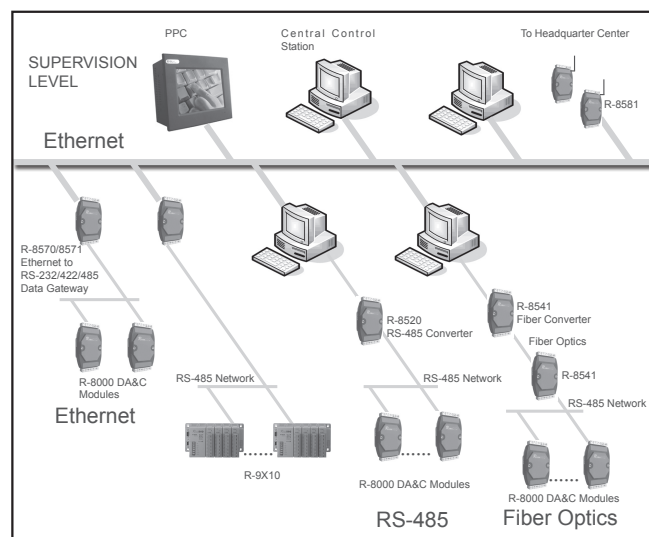 PPC
Central Control
Station
To Headquarter Center
SUPERVISION
LEVEL
R-8581
Ethernet
R-8570/8571
Ethernet to
RS-232/422/485
Data Gateway
R-8520
RS-485 Converter
R-8541
Fiber Converter
Fiber Optics
R-8541
R-8000 DA&C
Modules
Ethernet
RS-485 Network
RS-485 Network
RS-485 Network
R-9X10
R-8000 DA&C Modules
R-8000 DA&C Modules
RS-485
Fiber Optics